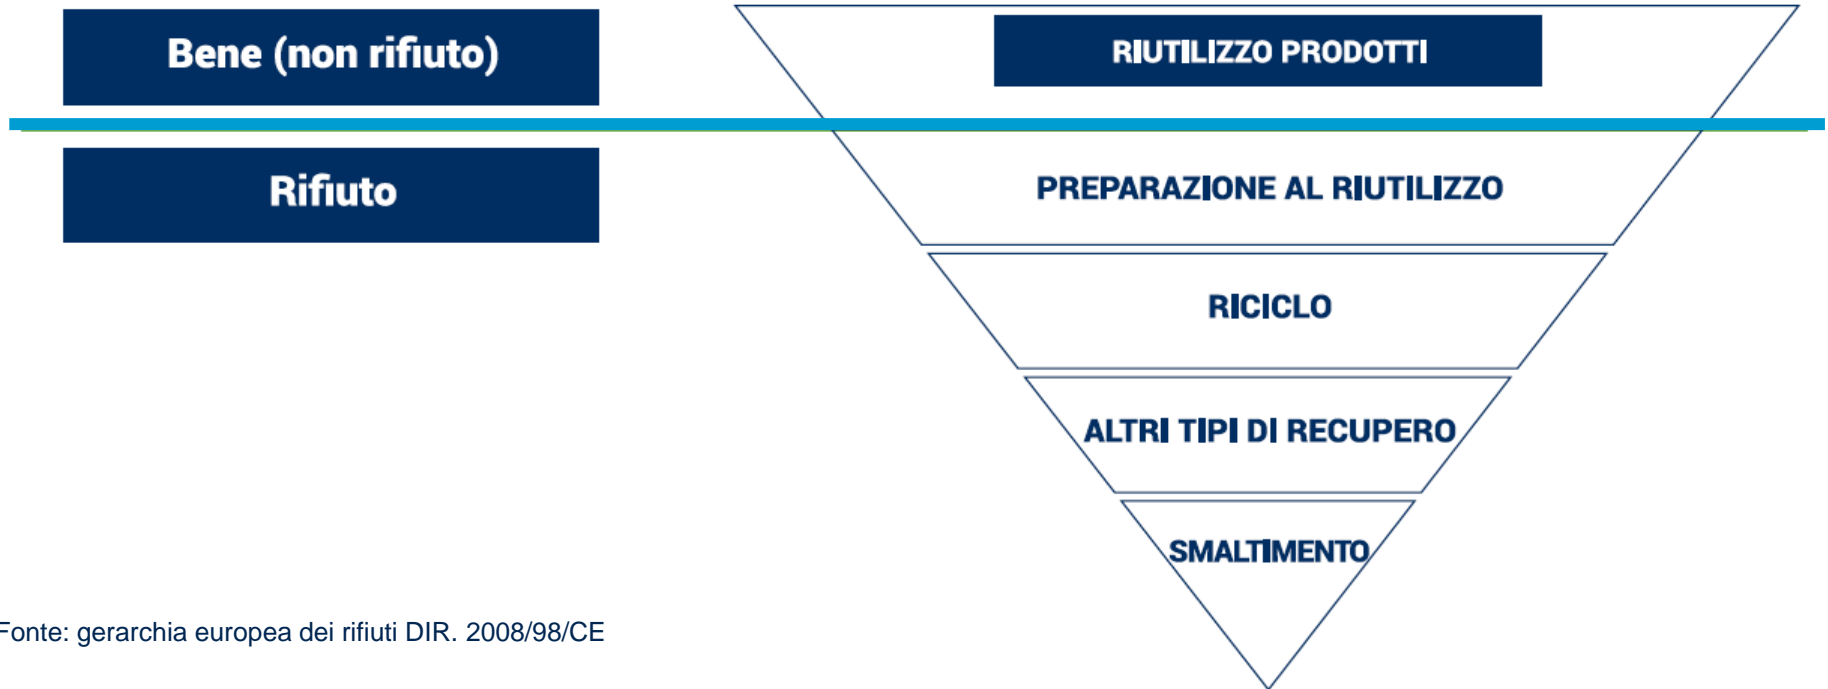 Bene (non rifiuto)
RIUTILIZZO PRODOTTI
Rifiuto
PREPARAZIONE AL RIUTILIZZO
RICICLO
ALTRI TIPI DI RECUPERO
SMALTIMENTO
Fonte: gerarchia europea dei rifiuti DIR. 2008/98/CE